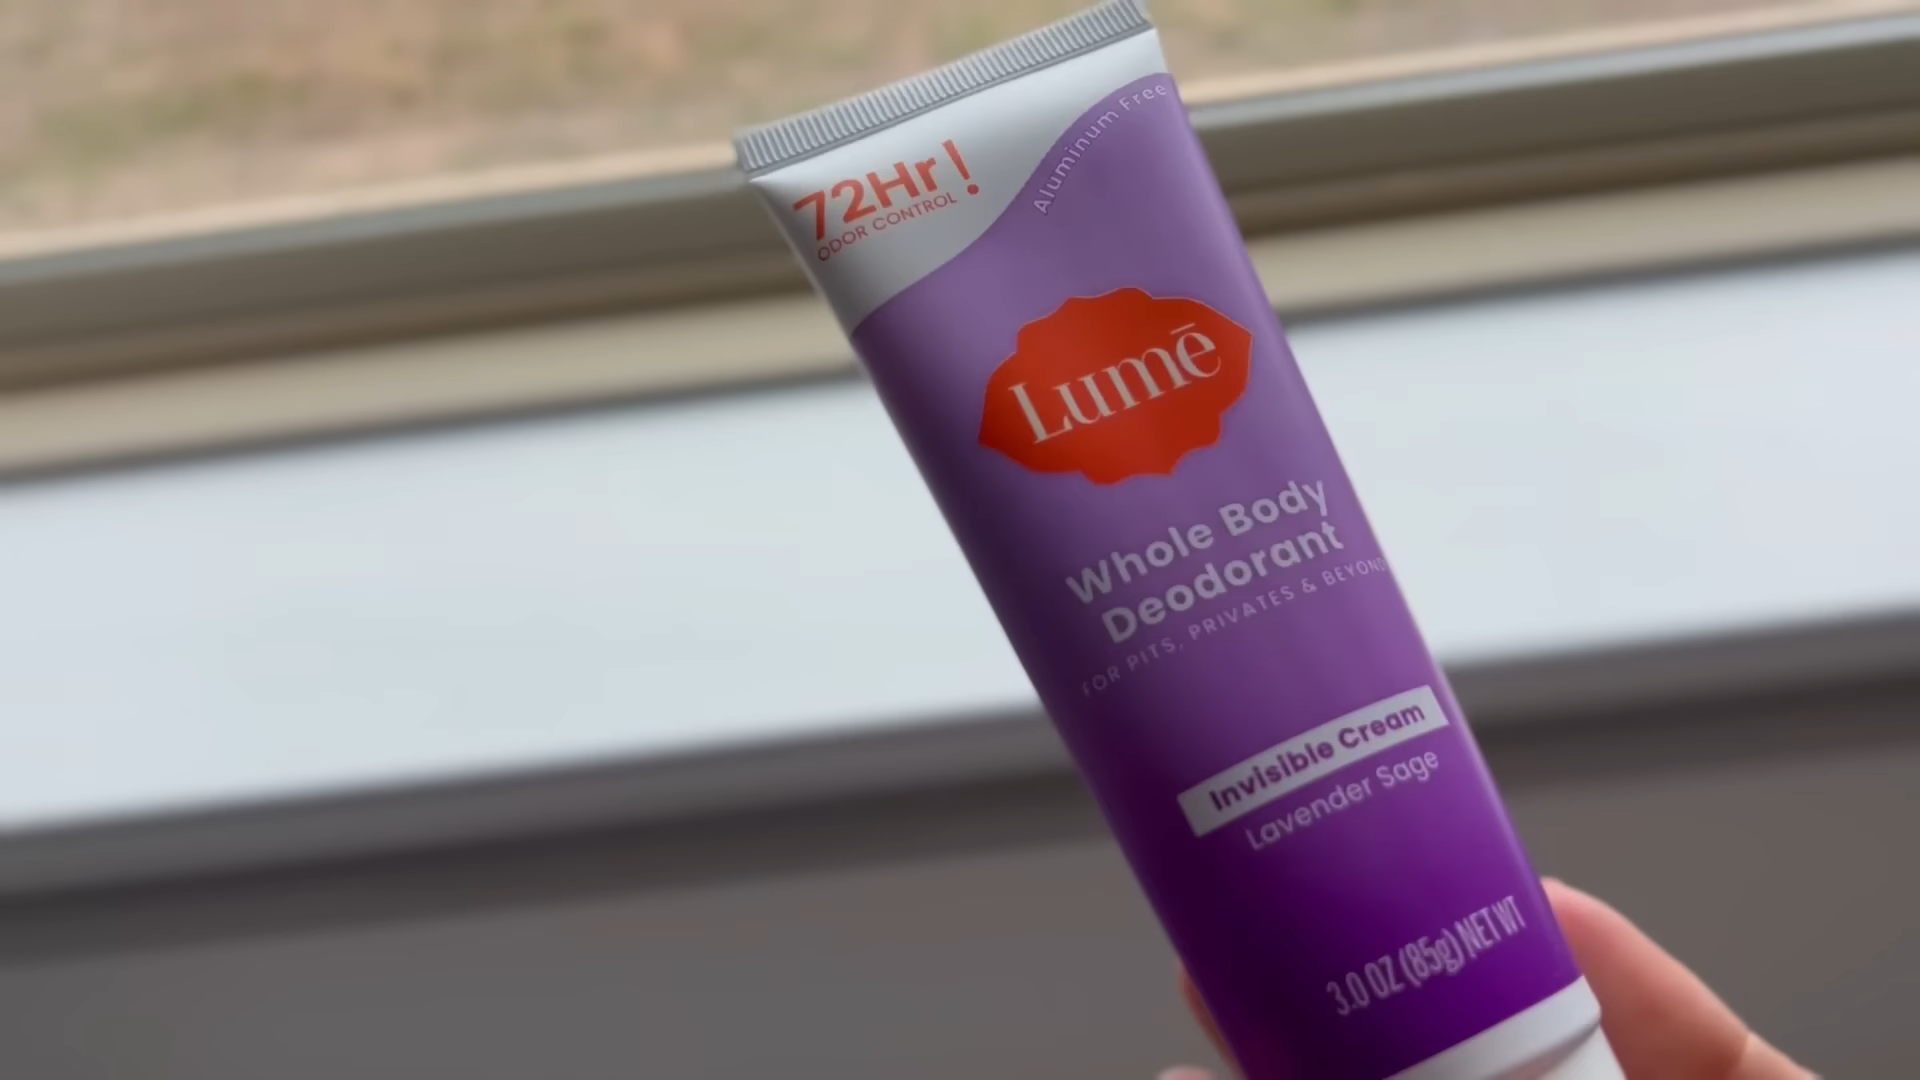 72Hr!
ODOR CONTROL
Aluminum Free
Lumē
Whole Body
Deodorant
FOR PITS, PRIVATES & BEYOND
Invisible Cream
Lavender Sage
3.0 OZ (85g) NET WT